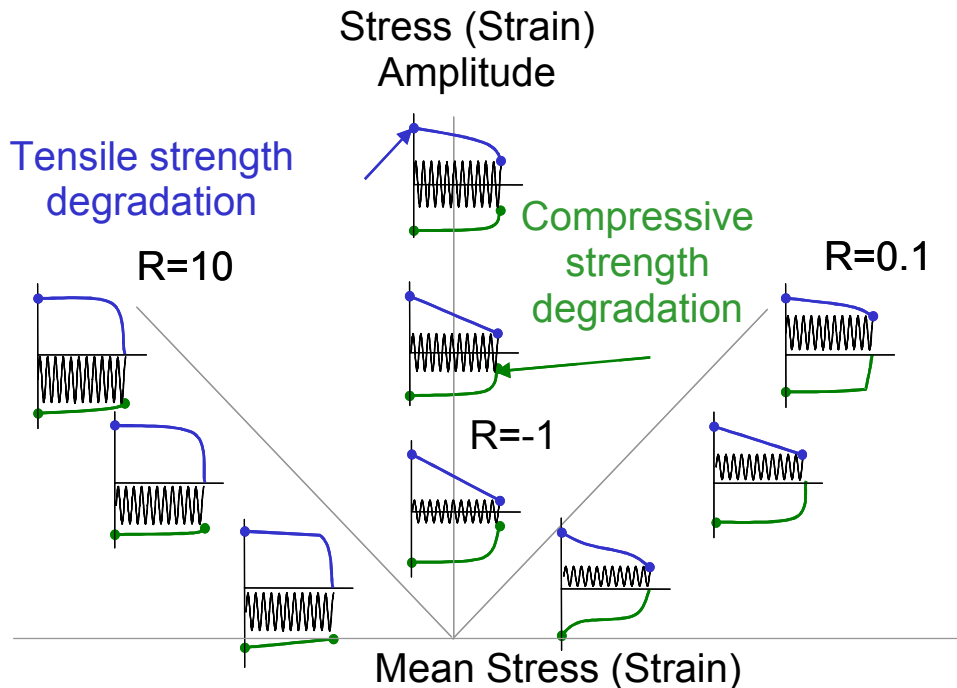 Stress (Strain)
Amplitude
Tensile strength
degradation
Compressive
strength
degradation
R=10
R=0.1
R=-1
Mean Stress (Strain)